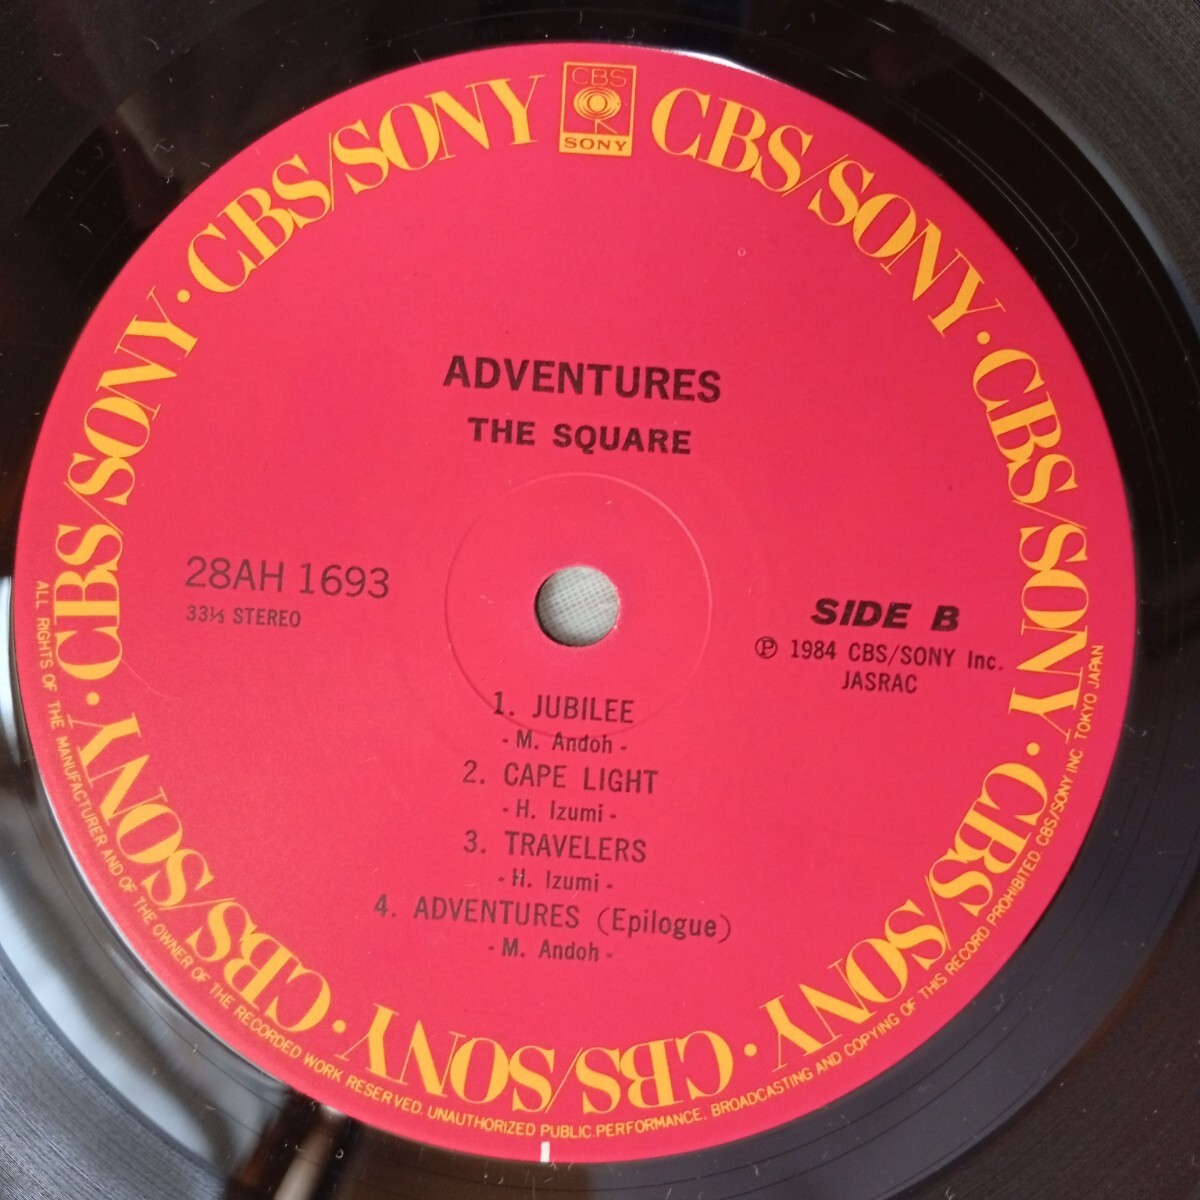 CBS
SONY
CBS/SONY · CBS/SONY · CBS/SONY · CBS/SONY · CBS/SONY · CBS/SONY · CBS/SONY · CBS/SONY · CBS/SONY
ADVENTURES
THE SQUARE
28AH 1693
33⅓ STEREO
SIDE B
Ⓟ 1984 CBS/SONY Inc.
JASRAC
1. JUBILEE
- M. Andoh -
2. CAPE LIGHT
- H. Izumi -
3. TRAVELERS
- H. Izumi -
4. ADVENTURES (Epilogue)
- M. Andoh -
ALL RIGHTS OF THE MANUFACTURER AND OF THE OWNER OF THE RECORDED WORK RESERVED. UNAUTHORIZED PUBLIC PERFORMANCE. BROADCASTING AND COPYING OF THIS RECORD PROHIBITED CBS/SONY INC. TOKYO JAPAN